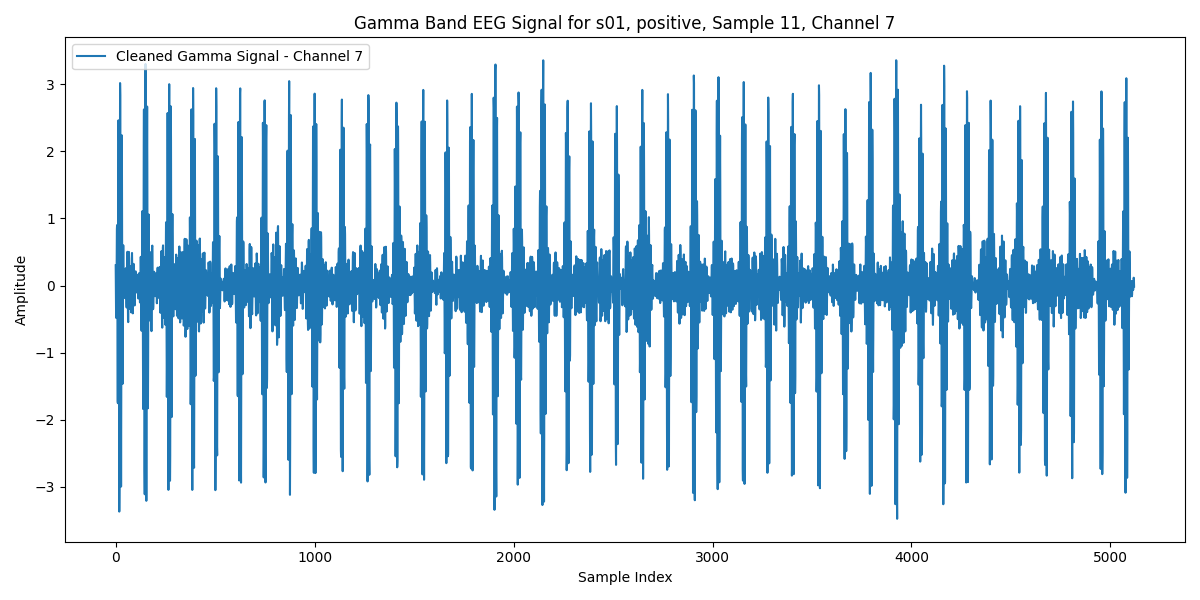 Gamma Band EEG Signal for s01, positive, Sample 11, Channel 7
Cleaned Gamma Signal - Channel 7
3
2
1
0
−1
−2
−3
Amplitude
0 1000 2000 3000 4000 5000
Sample Index